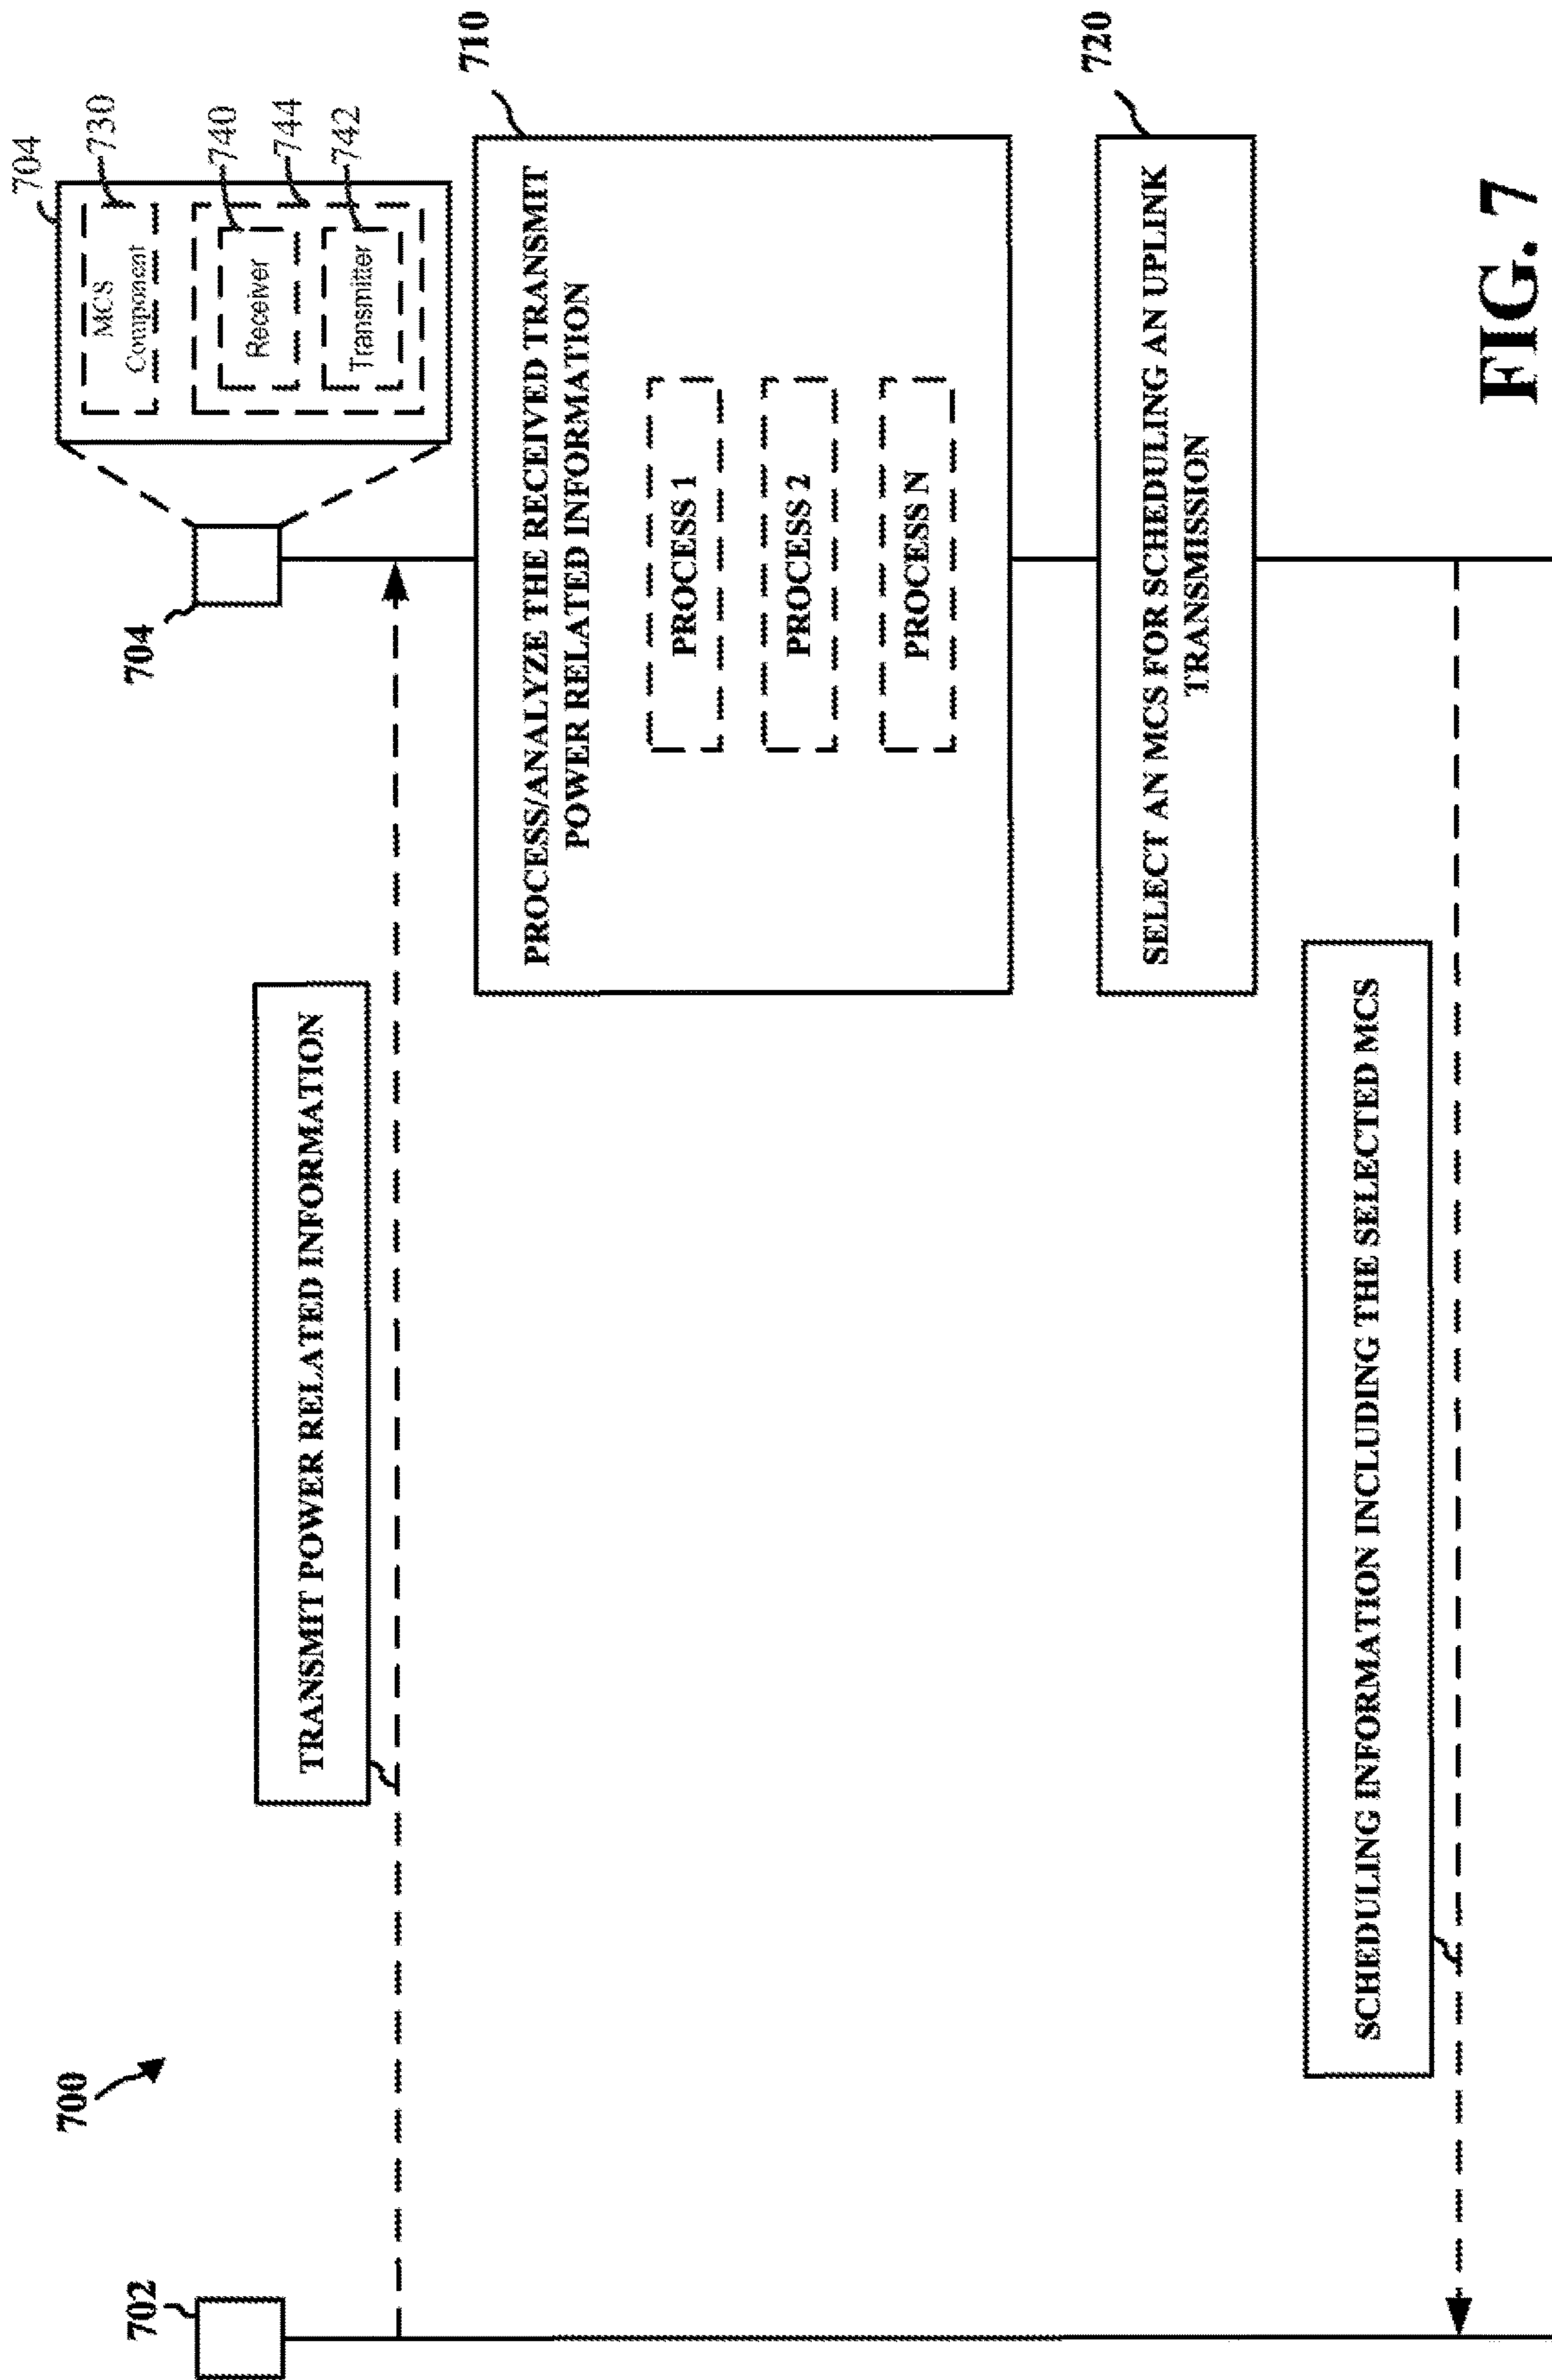 700
702
704
704
MCS
Component
730
740
Receiver
744
Transmitter
742
TRANSMIT POWER RELATED INFORMATION
710
PROCESS/ANALYZE THE RECEIVED TRANSMIT
POWER RELATED INFORMATION
PROCESS 1
PROCESS 2
PROCESS N
720
SELECT AN MCS FOR SCHEDULING AN UPLINK
TRANSMISSION
SCHEDULING INFORMATION INCLUDING THE SELECTED MCS
FIG. 7